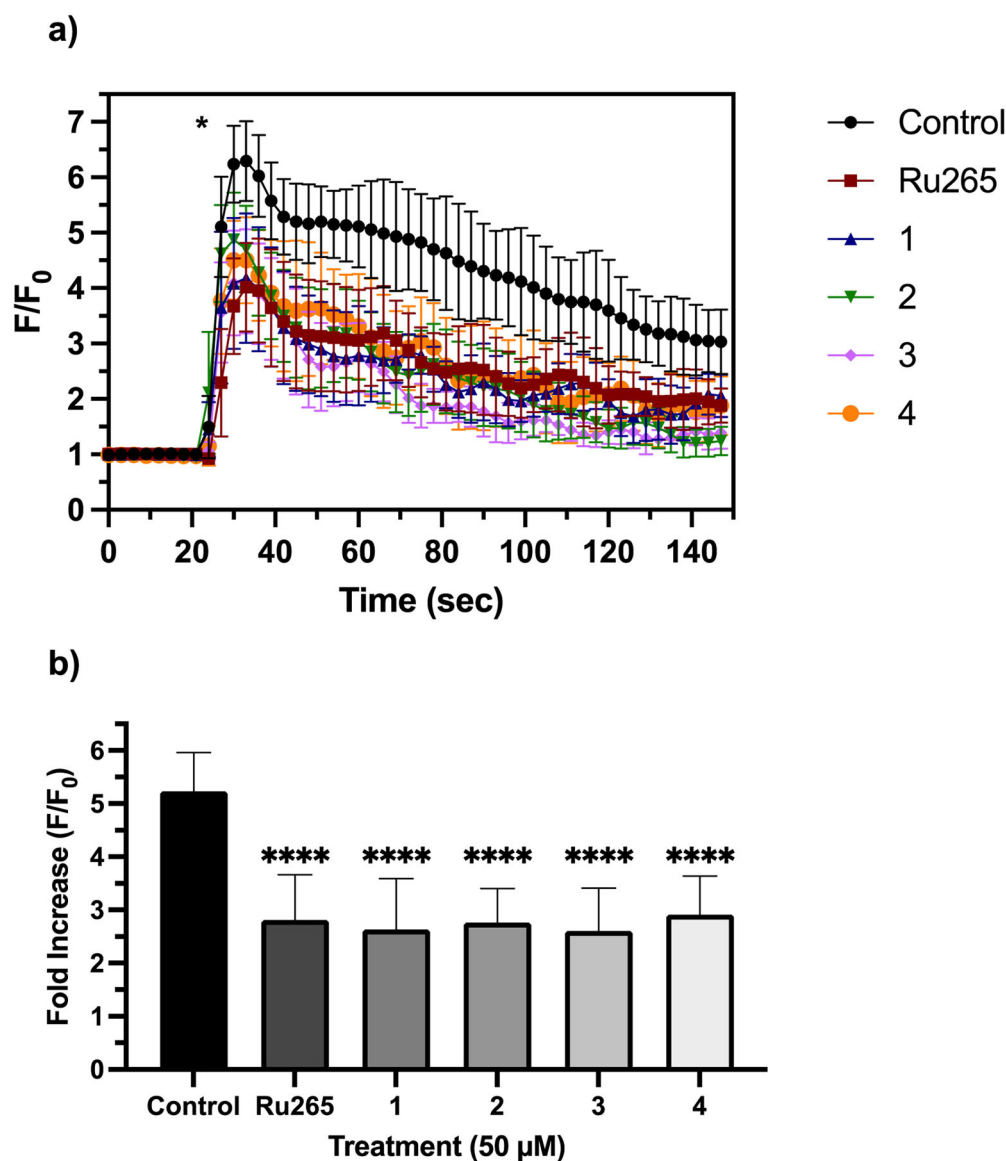 a)
F/F0
7
6
5
4
3
2
1
0
*
0 20 40 60 80 100 120 140
Time (sec)
Control
Ru265
1
2
3
4
b)
Fold Increase (F/F0)
6
5
4
3
2
1
0
**** **** **** **** ****
Control Ru265 1 2 3 4
Treatment (50 µM)